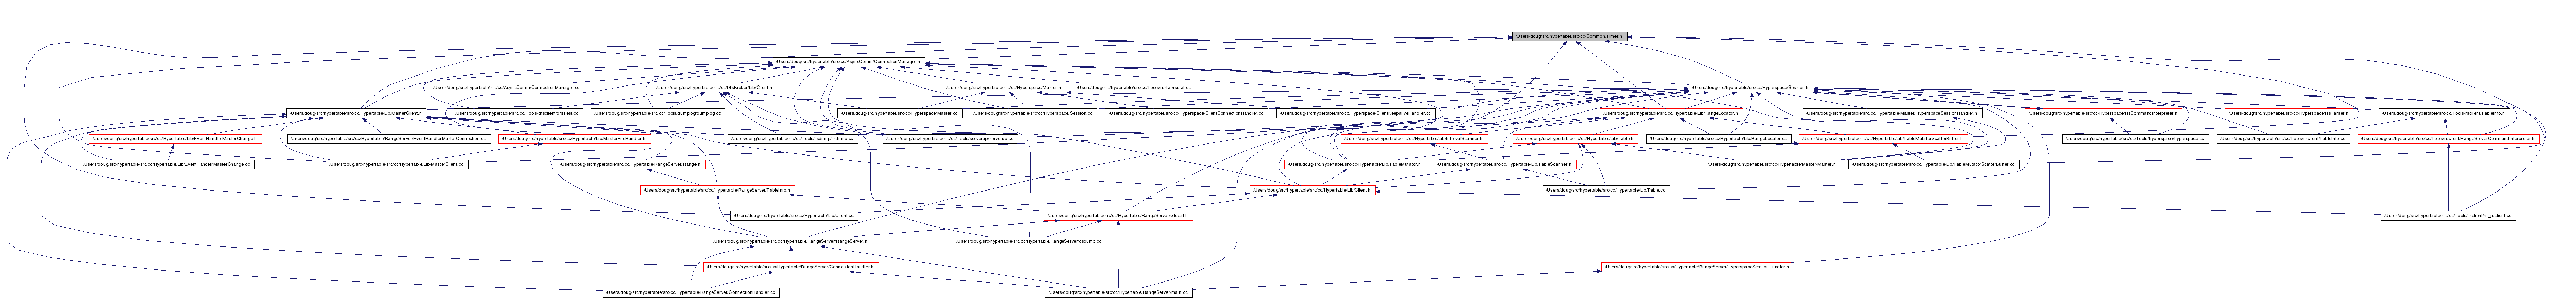 /Users/doug/src/hypertable/src/cc/Common/Timer.h
/Users/doug/src/hypertable/src/cc/AsyncComm/ConnectionManager.h
/Users/doug/src/hypertable/src/cc/AsyncComm/ConnectionManager.cc
/Users/doug/src/hypertable/src/cc/DfsBroker/Lib/Client.h
/Users/doug/src/hypertable/src/cc/Hyperspace/Master.h
/Users/doug/src/hypertable/src/cc/Tools/rsstat/rsstat.cc
/Users/doug/src/hypertable/src/cc/Hyperspace/Session.h
/Users/doug/src/hypertable/src/cc/Hypertable/Lib/MasterClient.h
/Users/doug/src/hypertable/src/cc/Tools/dfsclient/dfsTest.cc
/Users/doug/src/hypertable/src/cc/Tools/dumplog/dumplog.cc
/Users/doug/src/hypertable/src/cc/Hyperspace/Master.cc
/Users/doug/src/hypertable/src/cc/Hyperspace/Session.cc
/Users/doug/src/hypertable/src/cc/Hyperspace/ClientConnectionHandler.cc
/Users/doug/src/hypertable/src/cc/Hyperspace/ClientKeepaliveHandler.cc
/Users/doug/src/hypertable/src/cc/Hypertable/Lib/RangeLocator.h
/Users/doug/src/hypertable/src/cc/Hypertable/Master/HyperspaceSessionHandler.h
/Users/doug/src/hypertable/src/cc/Hyperspace/HsCommandInterpreter.h
/Users/doug/src/hypertable/src/cc/Hyperspace/HsParser.h
/Users/doug/src/hypertable/src/cc/Tools/rsclient/TableInfo.h
/Users/doug/src/hypertable/src/cc/Hypertable/Lib/EventHandlerMasterChange.h
/Users/doug/src/hypertable/src/cc/Hypertable/RangeServer/EventHandlerMasterConnection.cc
/Users/doug/src/hypertable/src/cc/Hypertable/Lib/MasterFileHandler.h
/Users/doug/src/hypertable/src/cc/Tools/rsdump/rsdump.cc
/Users/doug/src/hypertable/src/cc/Tools/serverup/serverup.cc
/Users/doug/src/hypertable/src/cc/Hypertable/Lib/IntervalScanner.h
/Users/doug/src/hypertable/src/cc/Hypertable/Lib/Table.h
/Users/doug/src/hypertable/src/cc/Hypertable/Lib/RangeLocator.cc
/Users/doug/src/hypertable/src/cc/Hypertable/Lib/TableMutatorScatterBuffer.h
/Users/doug/src/hypertable/src/cc/Tools/hyperspace/hyperspace.cc
/Users/doug/src/hypertable/src/cc/Tools/rsclient/TableInfo.cc
/Users/doug/src/hypertable/src/cc/Tools/rsclient/RangeServerCommandInterpreter.h
/Users/doug/src/hypertable/src/cc/Hypertable/Lib/EventHandlerMasterChange.cc
/Users/doug/src/hypertable/src/cc/Hypertable/Lib/MasterClient.cc
/Users/doug/src/hypertable/src/cc/Hypertable/RangeServer/Range.h
/Users/doug/src/hypertable/src/cc/Hypertable/Lib/TableMutator.h
/Users/doug/src/hypertable/src/cc/Hypertable/Lib/TableScanner.h
/Users/doug/src/hypertable/src/cc/Hypertable/Master/Master.h
/Users/doug/src/hypertable/src/cc/Hypertable/Lib/TableMutatorScatterBuffer.cc
/Users/doug/src/hypertable/src/cc/Hypertable/RangeServer/TableInfo.h
/Users/doug/src/hypertable/src/cc/Hypertable/Lib/Client.h
/Users/doug/src/hypertable/src/cc/Hypertable/Lib/Table.cc
/Users/doug/src/hypertable/src/cc/Hypertable/Lib/Client.cc
/Users/doug/src/hypertable/src/cc/Hypertable/RangeServer/Global.h
/Users/doug/src/hypertable/src/cc/Tools/rsclient/ht_rsclient.cc
/Users/doug/src/hypertable/src/cc/Hypertable/RangeServer/RangeServer.h
/Users/doug/src/hypertable/src/cc/Hypertable/RangeServer/csdump.cc
/Users/doug/src/hypertable/src/cc/Hypertable/RangeServer/ConnectionHandler.h
/Users/doug/src/hypertable/src/cc/Hypertable/RangeServer/HyperspaceSessionHandler.h
/Users/doug/src/hypertable/src/cc/Hypertable/RangeServer/ConnectionHandler.cc
/Users/doug/src/hypertable/src/cc/Hypertable/RangeServer/main.cc